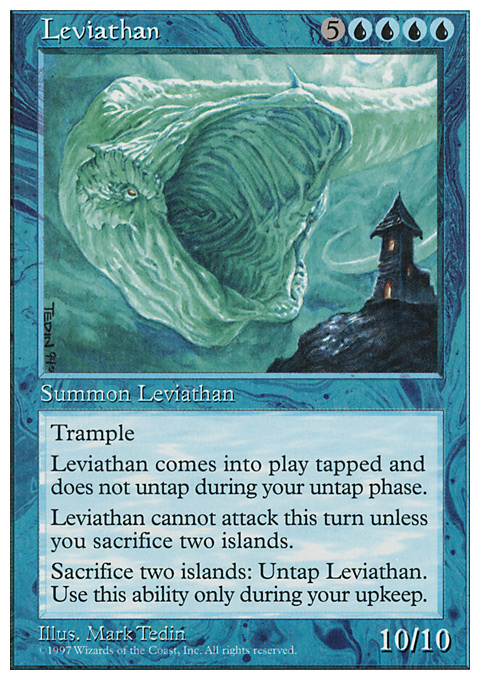 Leviathan 5
TEDIN 94
Summon Leviathan
Trample
Leviathan comes into play tapped and
does not untap during your untap phase.
Leviathan cannot attack this turn unless
you sacrifice two islands.
Sacrifice two islands: Untap Leviathan.
Use this ability only during your upkeep.
Illus. Mark Tedin
10/10
©1997 Wizards of the Coast, Inc. All rights reserved.